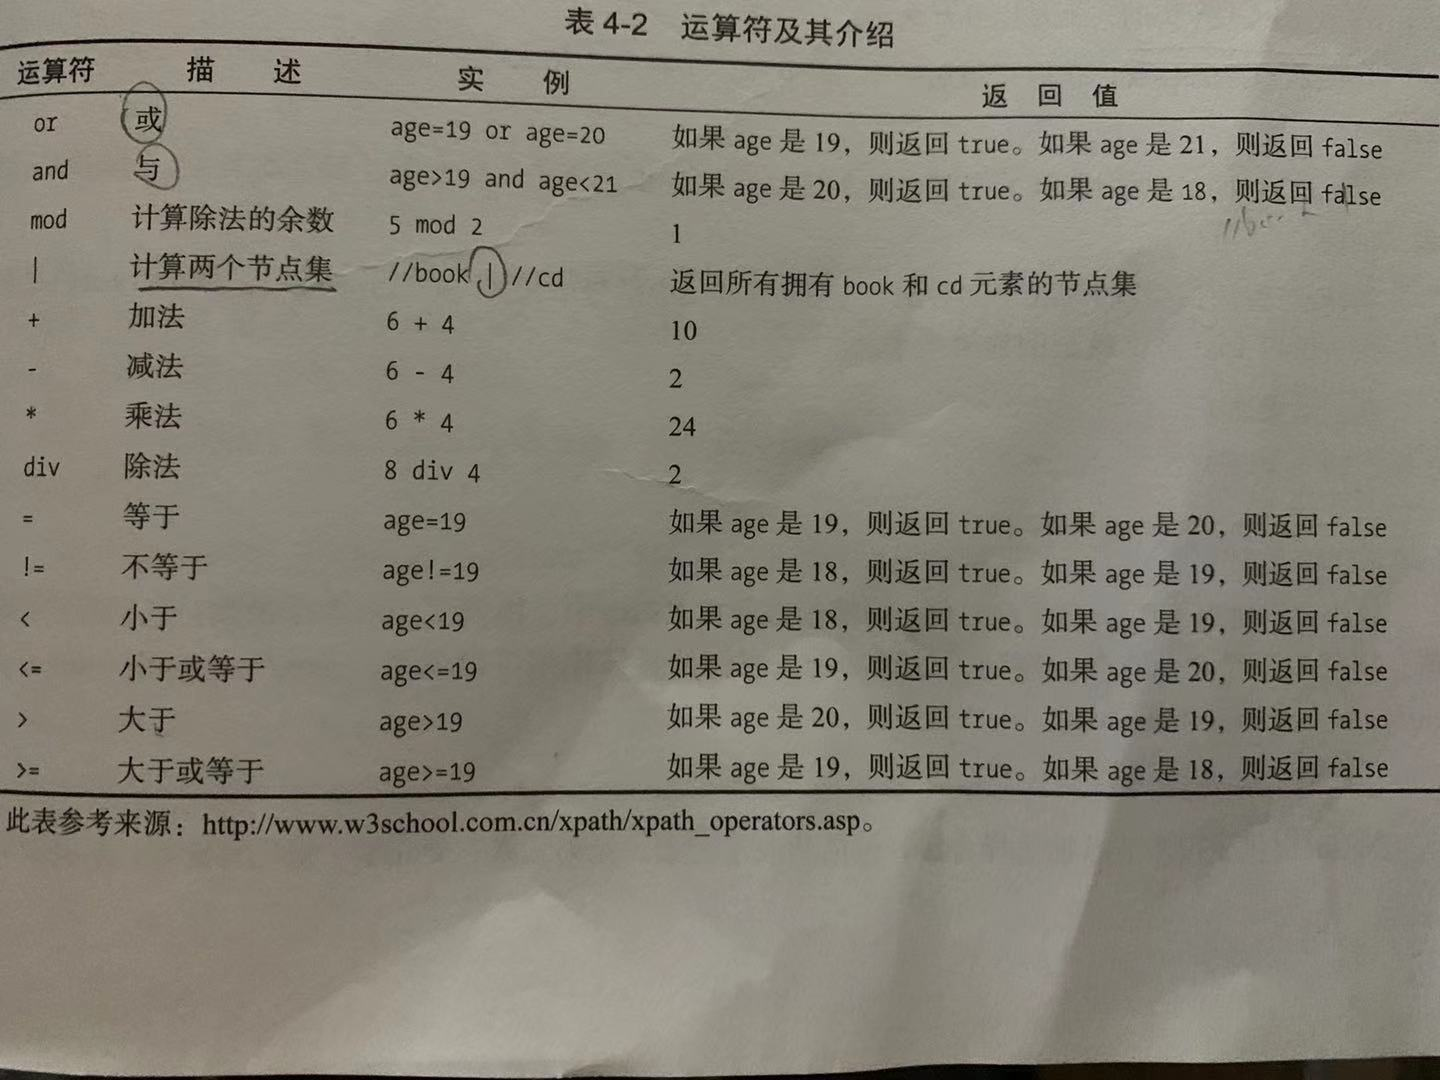 表 4-2 运算符及其介绍
运算符 描 述 实 例 返 回 值
or 或 age=19 or age=20 如果 age 是 19，则返回 true。如果 age 是 21，则返回 false
and 与 age>19 and age<21 如果 age 是 20，则返回 true。如果 age 是 18，则返回 false
mod 计算除法的余数 5 mod 2 1
| 计算两个节点集 //book | //cd 返回所有拥有 book 和 cd 元素的节点集
+ 加法 6 + 4 10
- 减法 6 - 4 2
* 乘法 6 * 4 24
div 除法 8 div 4 2
= 等于 age=19 如果 age 是 19，则返回 true。如果 age 是 20，则返回 false
!= 不等于 age!=19 如果 age 是 18，则返回 true。如果 age 是 19，则返回 false
< 小于 age<19 如果 age 是 18，则返回 true。如果 age 是 19，则返回 false
<= 小于或等于 age<=19 如果 age 是 19，则返回 true。如果 age 是 20，则返回 false
> 大于 age>19 如果 age 是 20，则返回 true。如果 age 是 19，则返回 false
>= 大于或等于 age>=19 如果 age 是 19，则返回 true。如果 age 是 18，则返回 false
此表参考来源：http://www.w3school.com.cn/xpath/xpath_operators.asp。